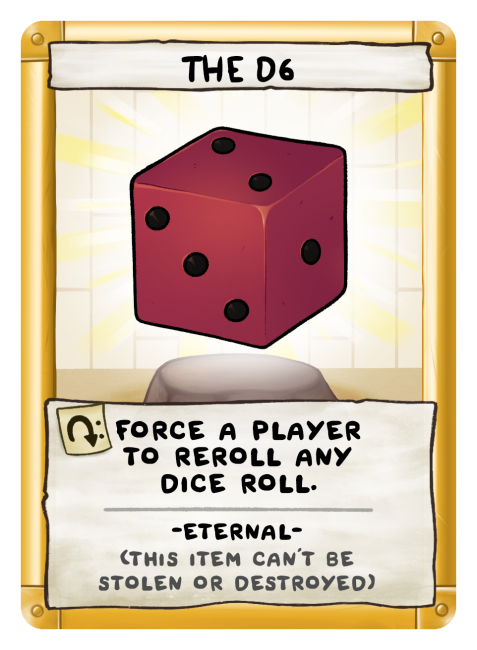 THE D6
FORCE A PLAYER
TO REROLL ANY
DICE ROLL.
-ETERNAL-
(THIS ITEM CAN'T BE
STOLEN OR DESTROYED)